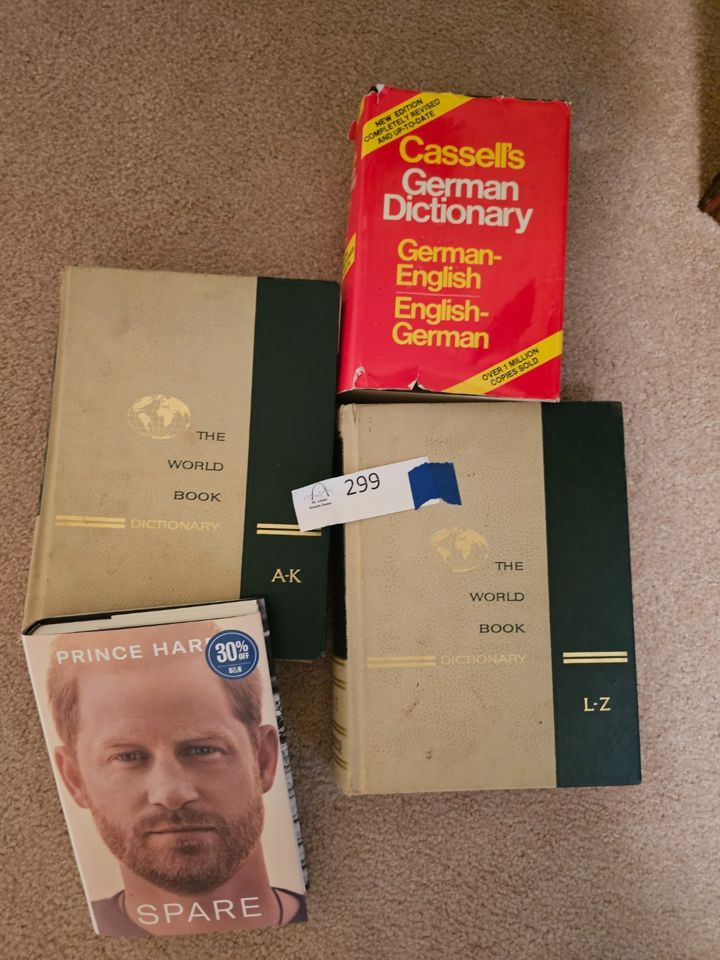 NEW EDITION
COMPLETELY REVISED
AND UP-TO-DATE
Cassell's
German
Dictionary
German-
English
English-
German
OVER 1 MILLION
COPIES SOLD
THE
WORLD
BOOK
DICTIONARY
A-K
299
THE
WORLD
BOOK
DICTIONARY
L-Z
PRINCE HAR
30%
OFF
SPARE